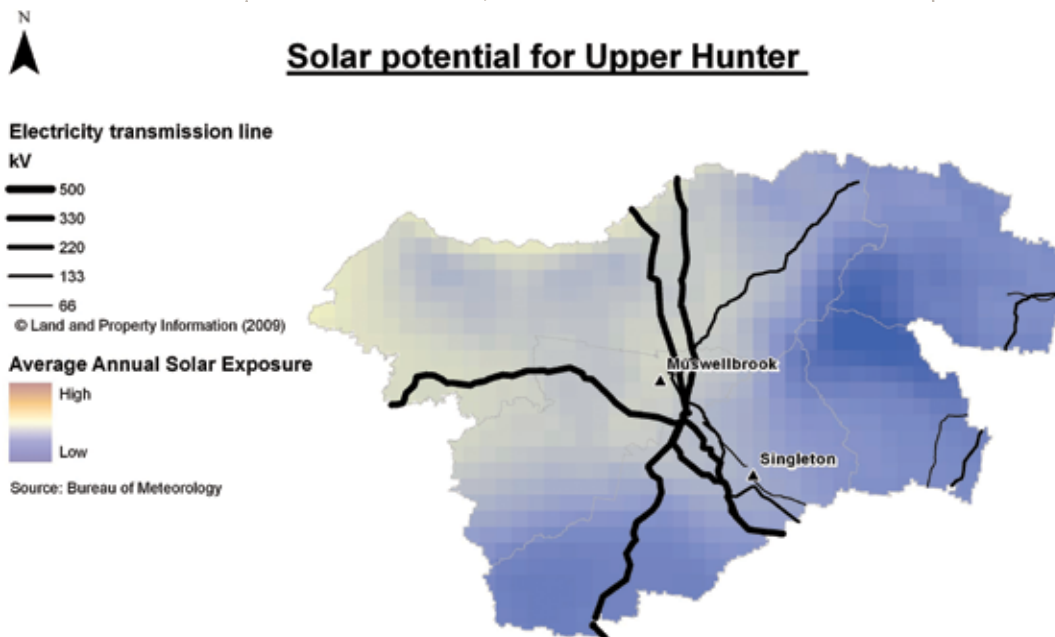 N
Solar potential for Upper Hunter
Electricity transmission line
kV
500
330
220
133
66
© Land and Property Information (2009)
Average Annual Solar Exposure
High
Low
Source: Bureau of Meteorology
Muswellbrook
Singleton